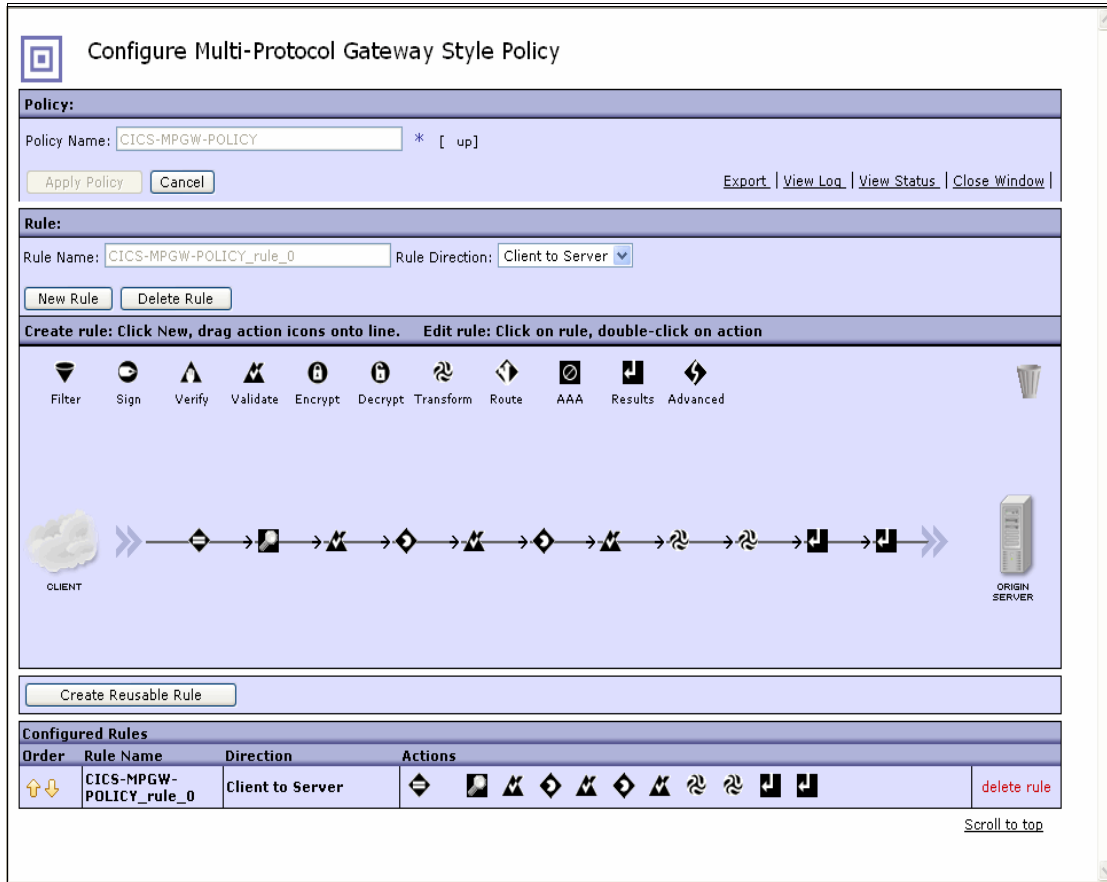 Configure Multi-Protocol Gateway Style Policy
Policy:
Policy Name: CICS-MPGW-POLICY * [ up]
Apply Policy Cancel Export | View Log | View Status | Close Window |
Rule:
Rule Name: CICS-MPGW-POLICY_rule_0 Rule Direction: Client to Server
New Rule Delete Rule
Create rule: Click New, drag action icons onto line. Edit rule: Click on rule, double-click on action
Filter Sign Verify Validate Encrypt Decrypt Transform Route AAA Results Advanced
CLIENT
ORIGIN
SERVER
Create Reusable Rule
Configured Rules
Order Rule Name Direction Actions
CICS-MPGW-
POLICY_rule_0 Client to Server delete rule
Scroll to top